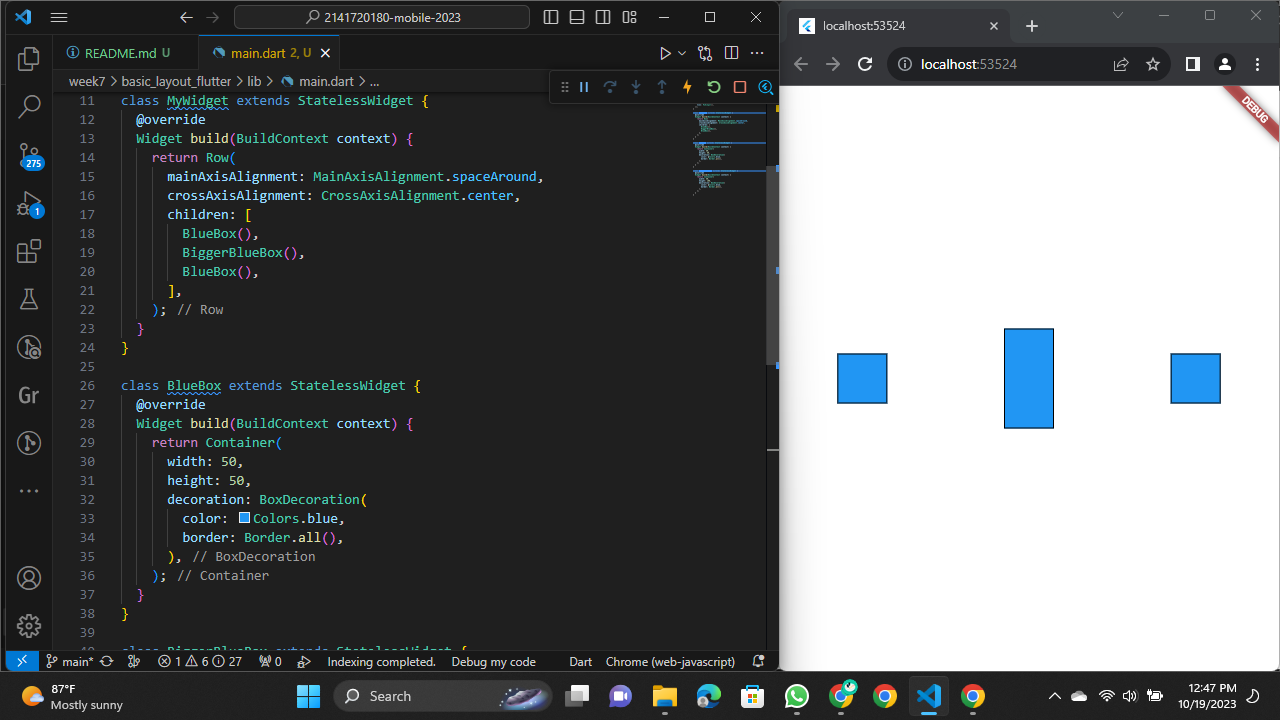 2141720180-mobile-2023
README.md U
main.dart 2, U
week7 > basic_layout_flutter > lib > main.dart > ...
11 class MyWidget extends StatelessWidget {
12 @override
13 Widget build(BuildContext context) {
14 return Row(
15 mainAxisAlignment: MainAxisAlignment.spaceAround,
16 crossAxisAlignment: CrossAxisAlignment.center,
17 children: [
18 BlueBox(),
19 BiggerBlueBox(),
20 BlueBox(),
21 ],
22 ); // Row
23 }
24 }
25
26 class BlueBox extends StatelessWidget {
27 @override
28 Widget build(BuildContext context) {
29 return Container(
30 width: 50,
31 height: 50,
32 decoration: BoxDecoration(
33 color: Colors.blue,
34 border: Border.all(),
35 ), // BoxDecoration
36 ); // Container
37 }
38 }
39
40 class BiggerBlueBox extends StatelessWidget {
275
1
Gr
main* 1 6 27 0 Indexing completed. Debug my code Dart Chrome (web-javascript)
localhost:53524
localhost:53524
DEBUG
87°F
Mostly sunny
Search
12:47 PM
10/19/2023